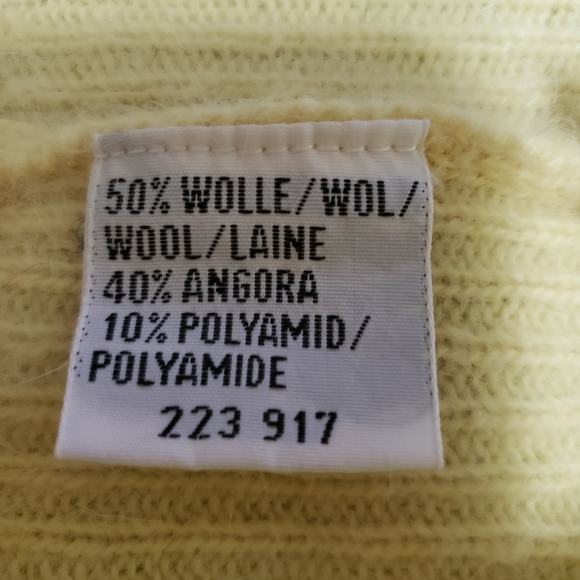 50% WOLLE/WOL/
WOOL/LAINE
40% ANGORA
10% POLYAMID/
POLYAMIDE
223 917